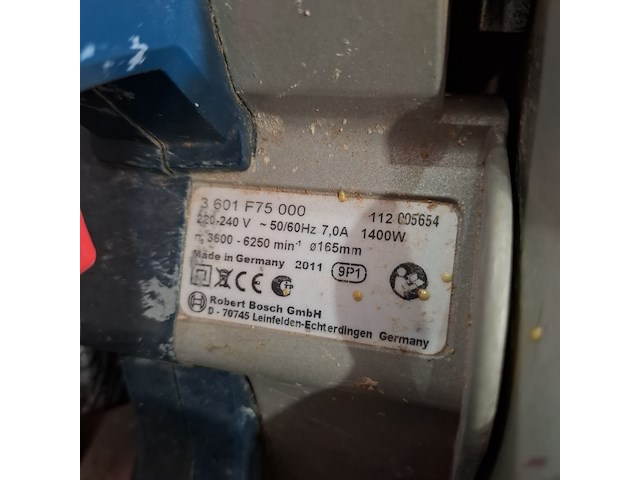 3 601 F75 000 112 005654
220-240 V ~ 50/60Hz 7,0A 1400W
n₀ 3600 - 6250 min⁻¹ ø165mm
Made in Germany 2011 9P1
CE
Robert Bosch GmbH
D - 70745 Leinfelden-Echterdingen Germany